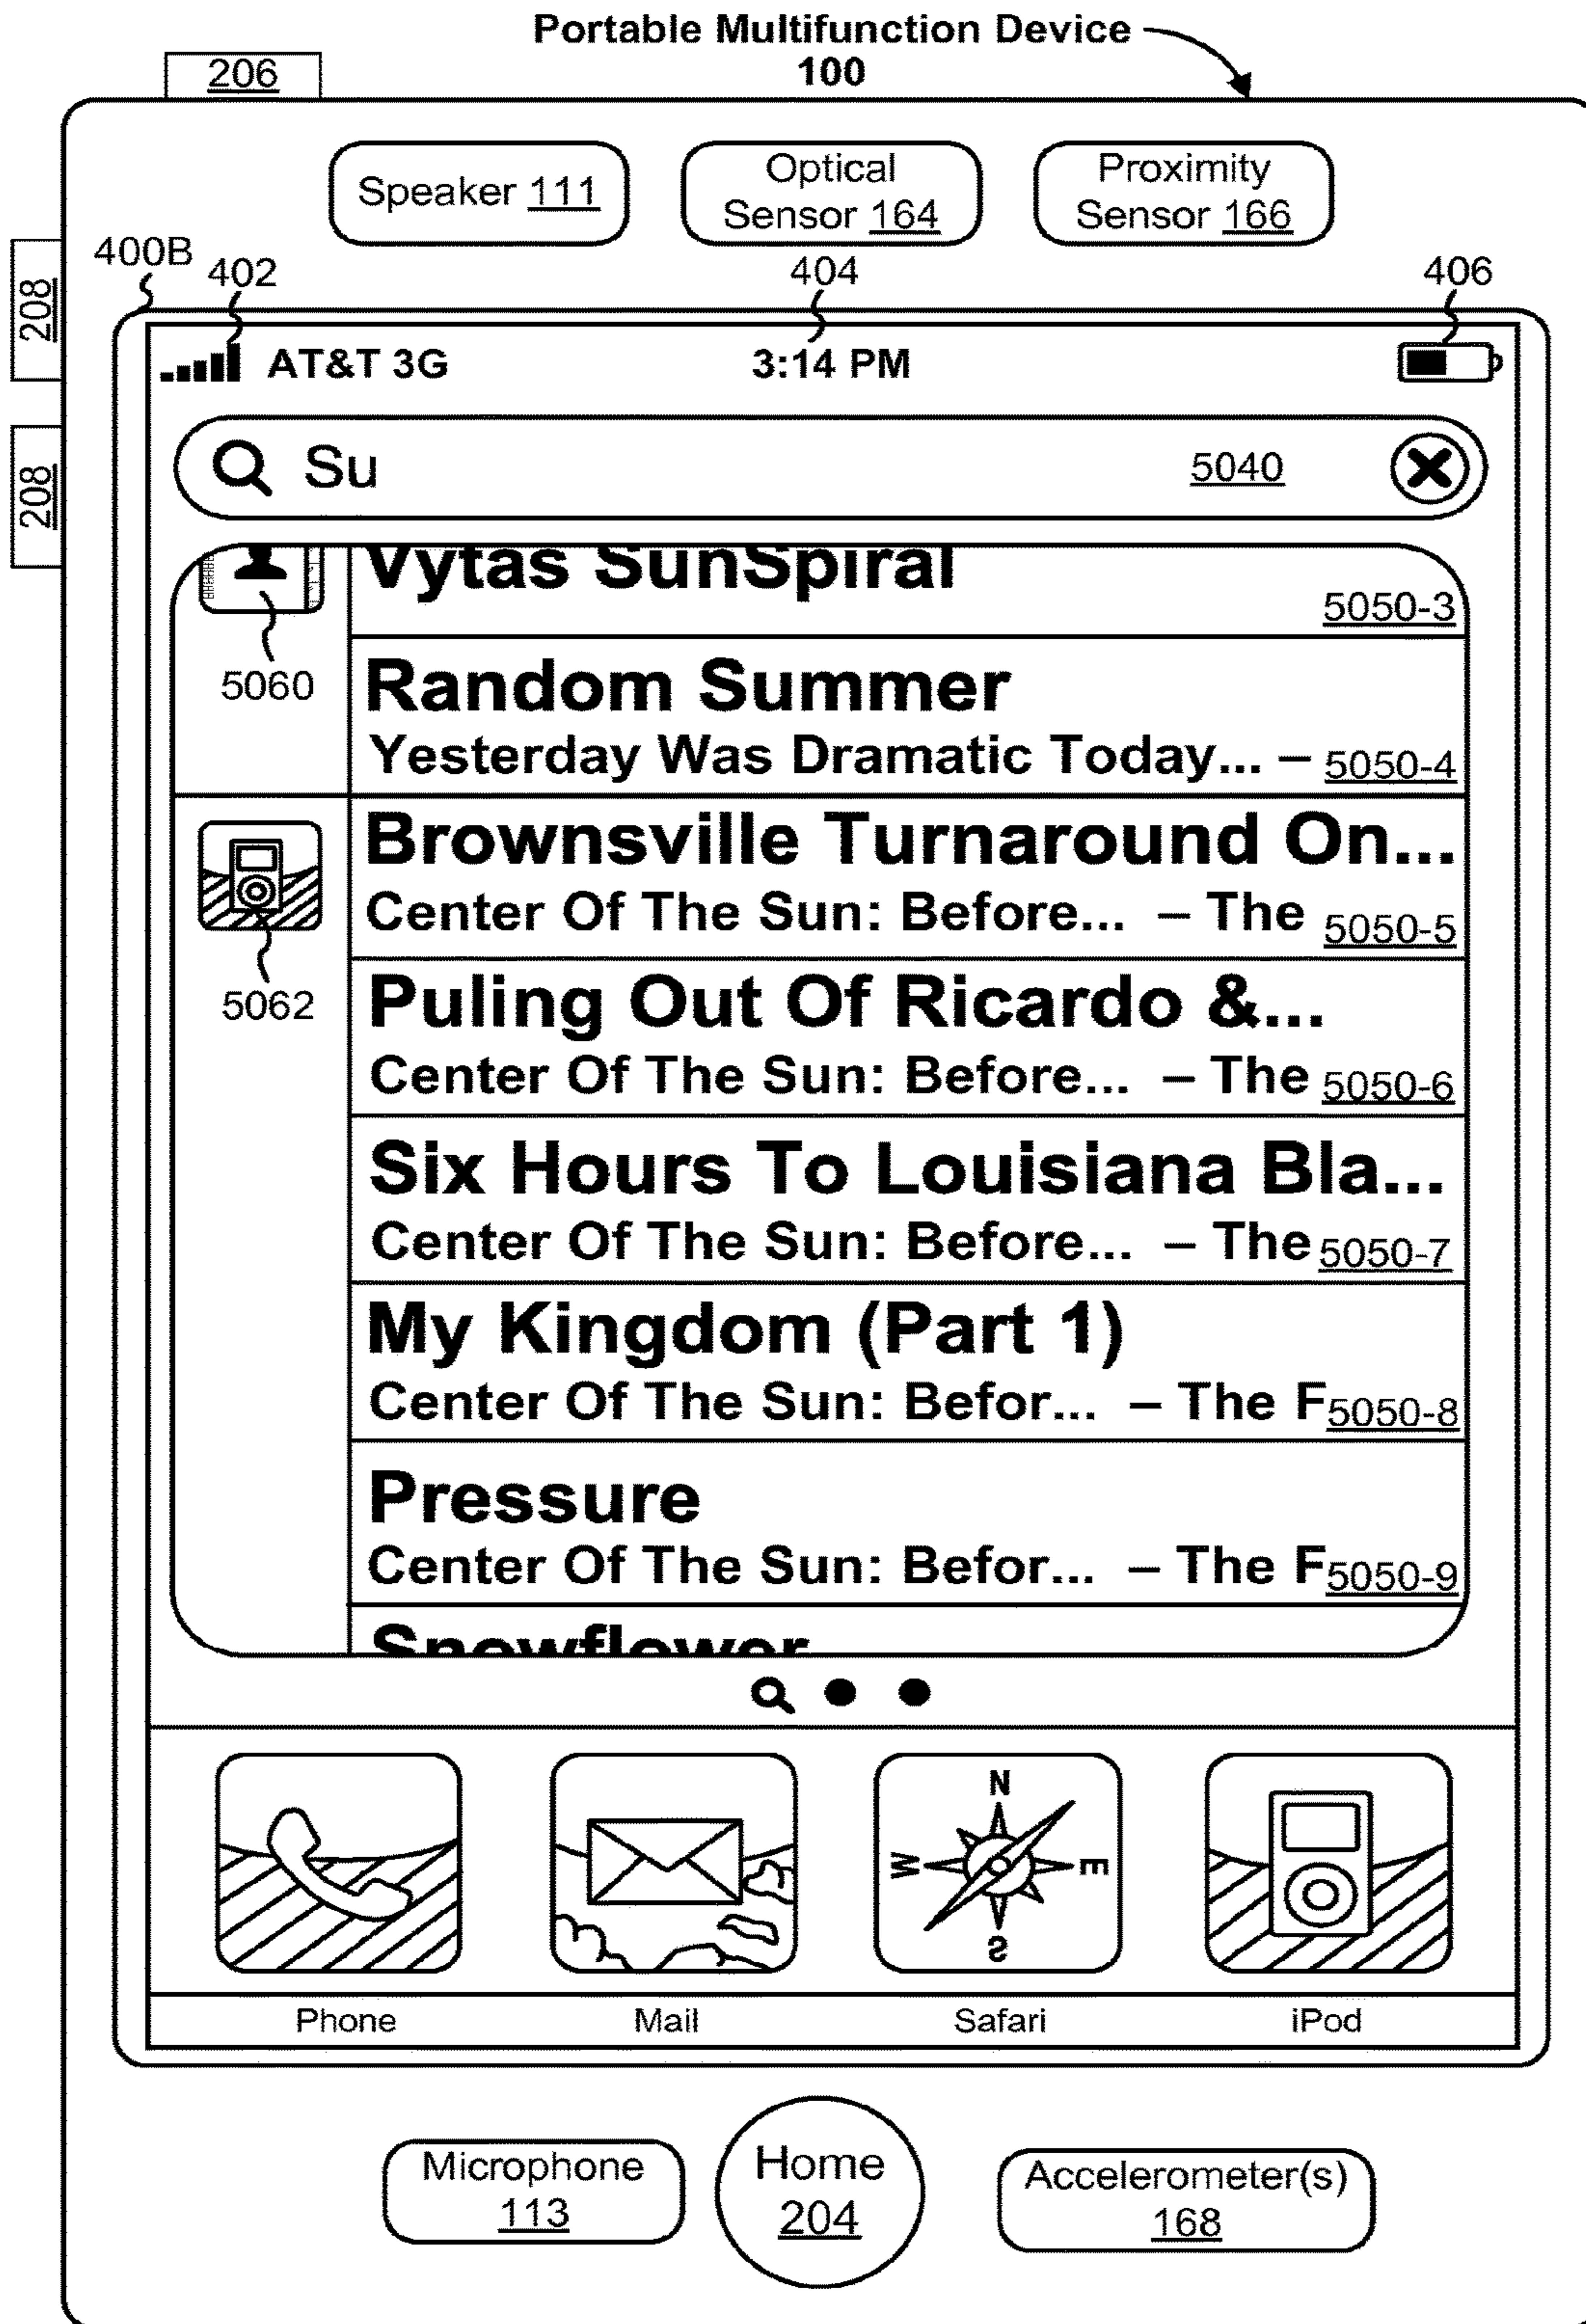 Portable Multifunction Device
100
206
Speaker 111
Optical
Sensor 164
Proximity
Sensor 166
208
208
400B
402
404
406
AT&T 3G
3:14 PM
Su
5040
Vytas SunSpiral
5050-3
5060
Random Summer
Yesterday Was Dramatic Today... – 5050-4
Brownsville Turnaround On...
Center Of The Sun: Before... – The 5050-5
5062
Puling Out Of Ricardo &...
Center Of The Sun: Before... – The 5050-6
Six Hours To Louisiana Bla...
Center Of The Sun: Before... – The 5050-7
My Kingdom (Part 1)
Center Of The Sun: Befor... – The F 5050-8
Pressure
Center Of The Sun: Befor... – The F 5050-9
Snowflower
N
W
E
S
Phone
Mail
Safari
iPod
Microphone
113
Home
204
Accelerometer(s)
168